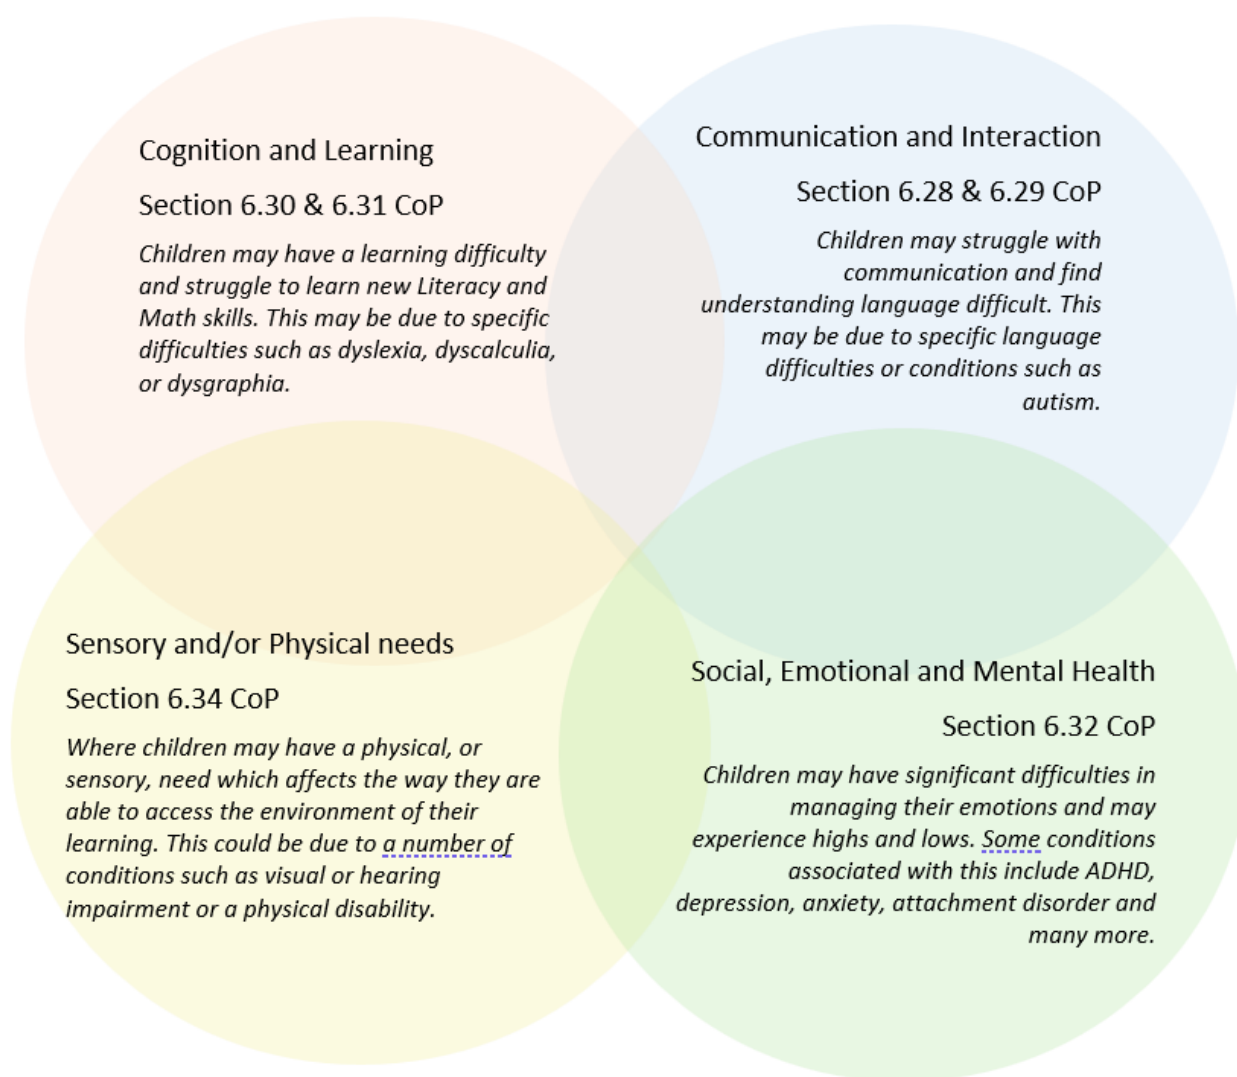 Cognition and Learning
Section 6.30 & 6.31 CoP
Children may have a learning difficulty
and struggle to learn new Literacy and
Math skills. This may be due to specific
difficulties such as dyslexia, dyscalculia,
or dysgraphia.
Communication and Interaction
Section 6.28 & 6.29 CoP
Children may struggle with
communication and find
understanding language difficult. This
may be due to specific language
difficulties or conditions such as
autism.
Sensory and/or Physical needs
Section 6.34 CoP
Where children may have a physical, or
sensory, need which affects the way they are
able to access the environment of their
learning. This could be due to a number of
conditions such as visual or hearing
impairment or a physical disability.
Social, Emotional and Mental Health
Section 6.32 CoP
Children may have significant difficulties in
managing their emotions and may
experience highs and lows. Some conditions
associated with this include ADHD,
depression, anxiety, attachment disorder and
many more.